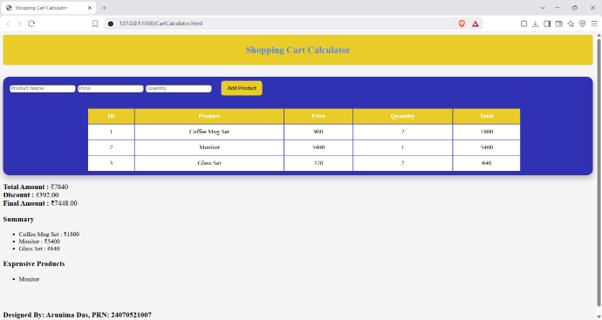 Shopping Cart Calculator
127.0.0.1:5500/CartCalculator.html
Shopping Cart Calculator
Product Name Price Quantity Add Product
ID Product Price Quantity Total
1 Coffee Mug Set 900 2 1800
2 Monitor 5400 1 5400
3 Glass Set 320 2 640
Total Amount : ₹7840
Discount : ₹392.00
Final Amount : ₹7448.00
Summary
Coffee Mug Set : ₹1800
Monitor : ₹5400
Glass Set : ₹640
Expensive Products
Monitor
Designed By: Arunima Das, PRN: 24070521007